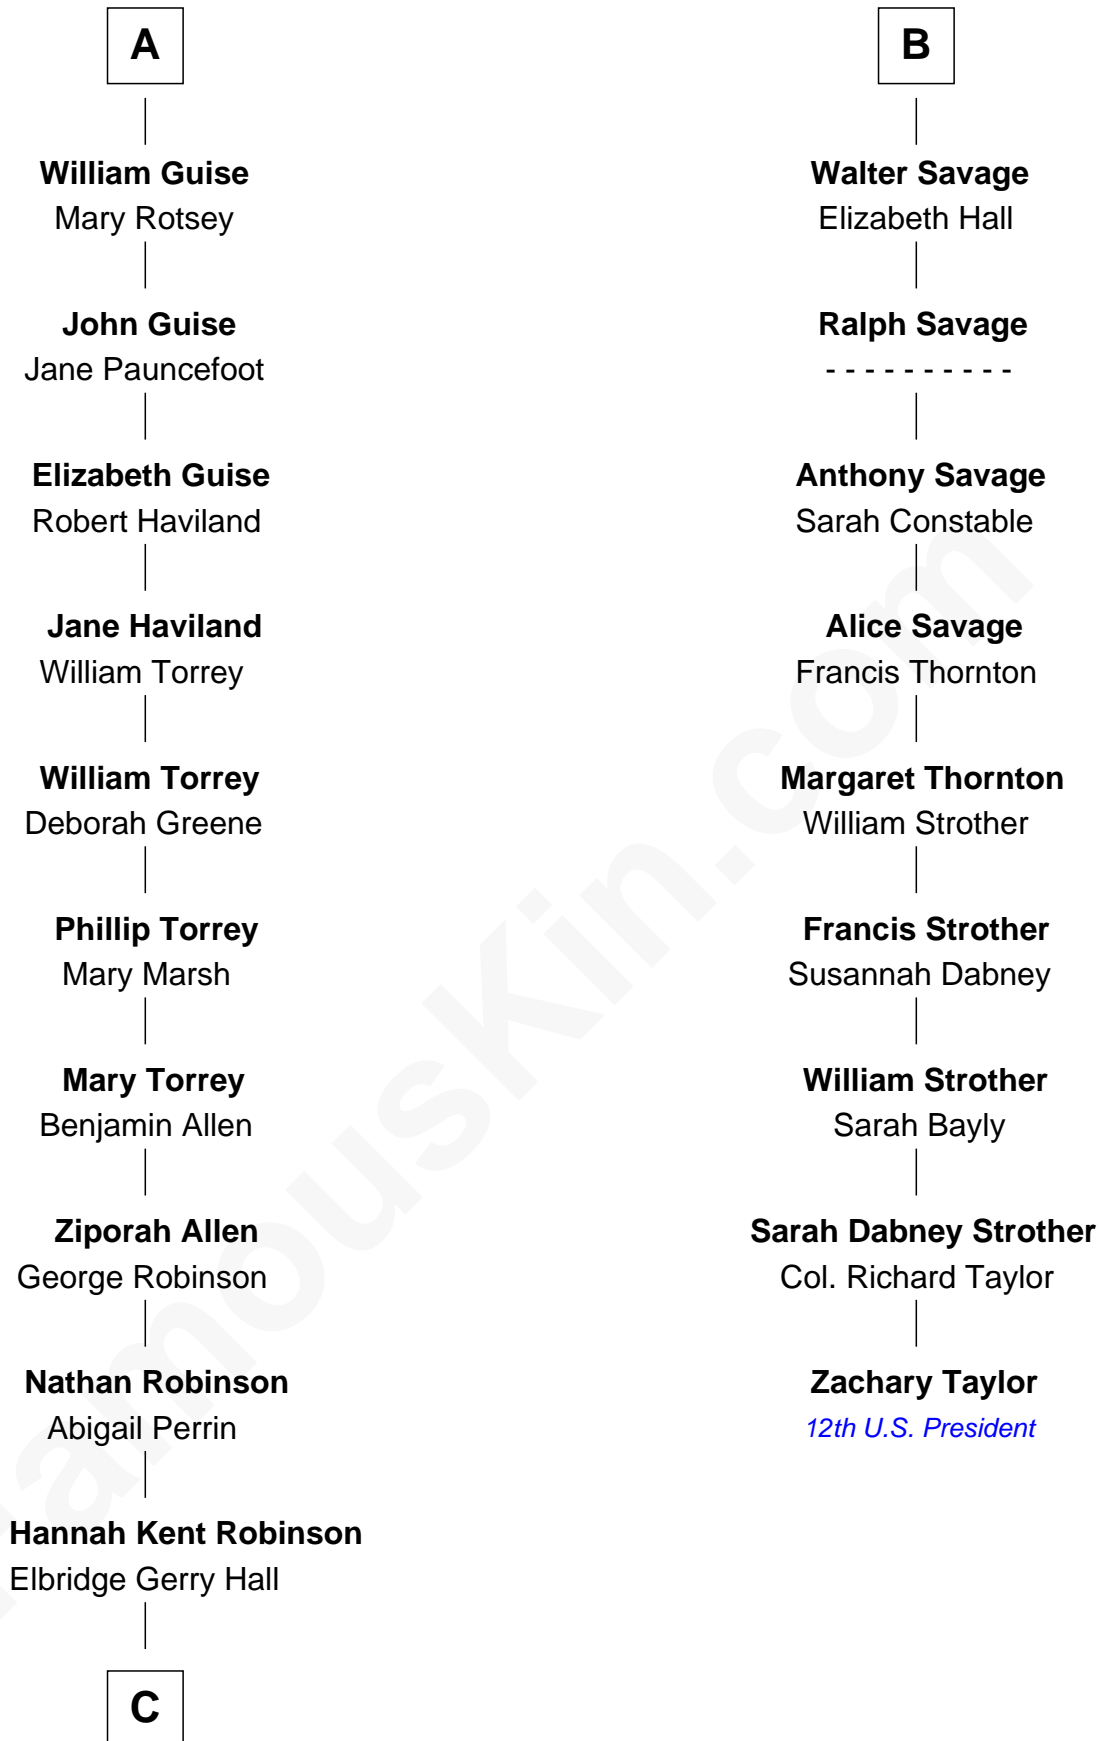 A
William Guise
Mary Rotsey
John Guise
Jane Pauncefoot
Elizabeth Guise
Robert Haviland
Jane Haviland
William Torrey
William Torrey
Deborah Greene
Phillip Torrey
Mary Marsh
Mary Torrey
Benjamin Allen
Ziporah Allen
George Robinson
Nathan Robinson
Abigail Perrin
Hannah Kent Robinson
Elbridge Gerry Hall
C
B
Walter Savage
Elizabeth Hall
Ralph Savage
- - - - - - - - - -
Anthony Savage
Sarah Constable
Alice Savage
Francis Thornton
Margaret Thornton
William Strother
Francis Strother
Susannah Dabney
William Strother
Sarah Bayly
Sarah Dabney Strother
Col. Richard Taylor
Zachary Taylor
12th U.S. President
FamousKin.com